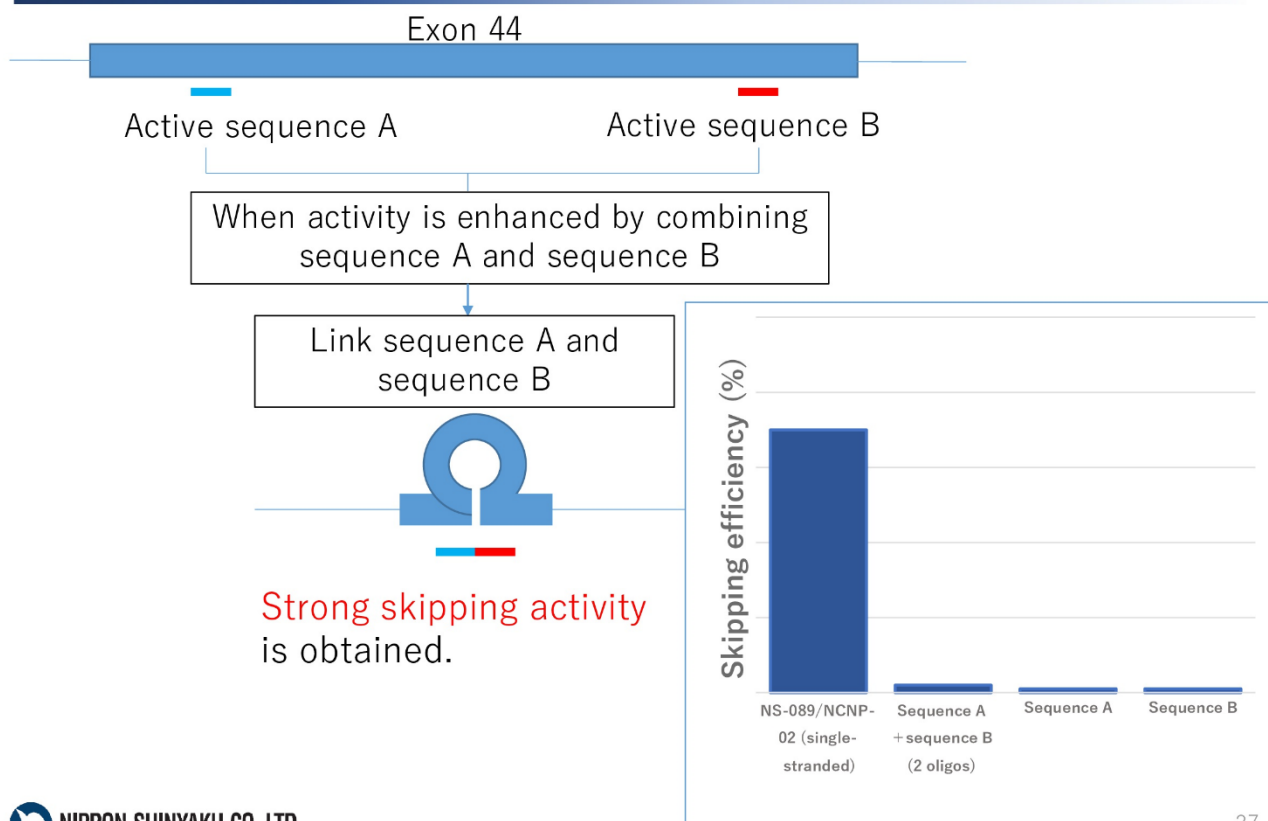 Exon 44
Active sequence A
Active sequence B
When activity is enhanced by combining
sequence A and sequence B
Link sequence A and
sequence B
Strong skipping activity
is obtained.
Skipping efficiency (%)
NS-089/NCNP-
02 (single-
stranded)
Sequence A
+sequence B
(2 oligos)
Sequence A
Sequence B
NIPPON SHINYAKU CO., LTD.
27